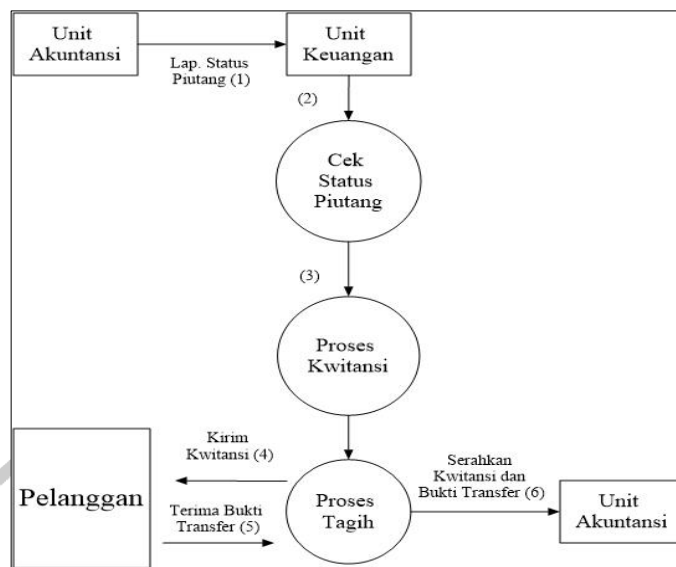 Unit
Akuntansi
Unit
Keuangan
Lap. Status
Piutang (1)
(2)
Cek
Status
Piutang
(3)
Proses
Kwitansi
Kirim
Kwitansi (4)
Serahkan
Kwitansi dan
Bukti Transfer (6)
Pelanggan
Terima Bukti
Transfer (5)
Proses
Tagih
Unit
Akuntansi